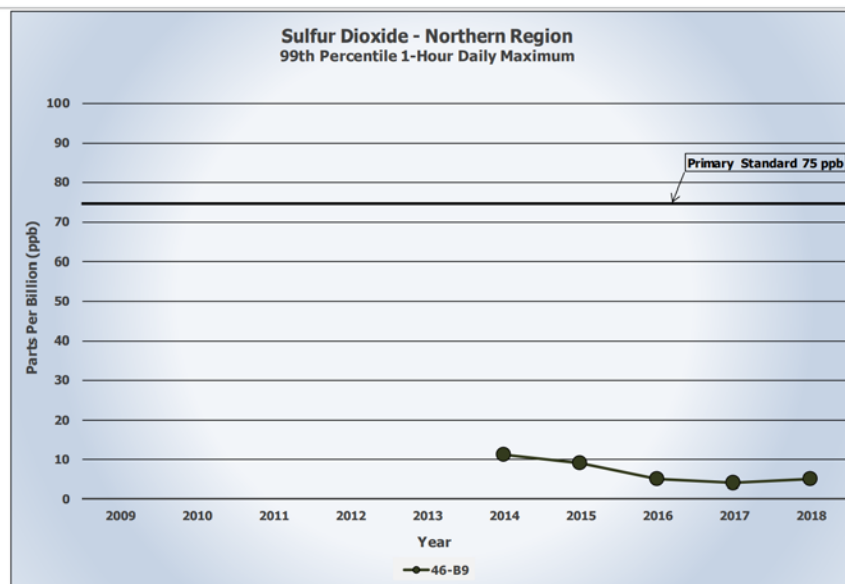 Sulfur Dioxide - Northern Region
99th Percentile 1-Hour Daily Maximum
100
90
Primary Standard 75 ppb
80
70
60
50
40
30
20
10
0
Parts Per Billion (ppb)
2009 2010 2011 2012 2013 2014 2015 2016 2017 2018
Year
46-B9